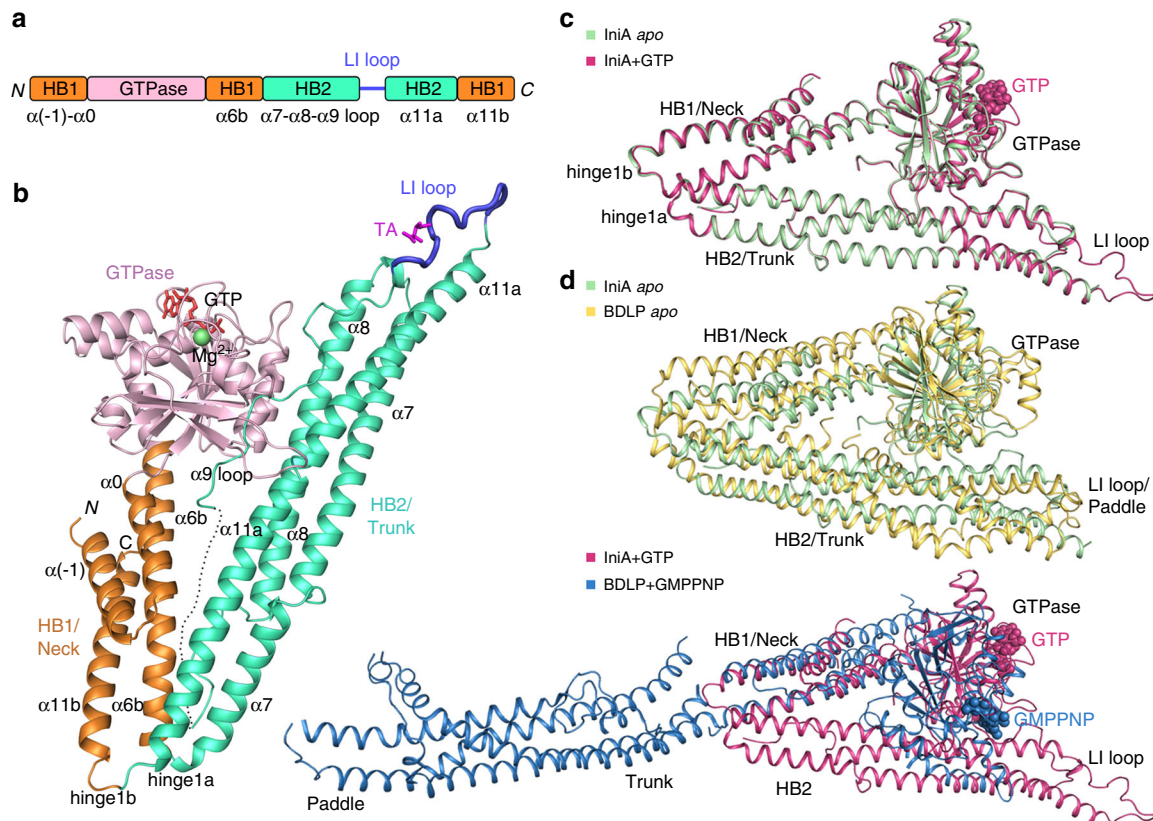 a
LI loop
N HB1 GTPase HB1 HB2 HB2 HB1 C
α(-1)-α0 α6b α7-α8-α9 loop α11a α11b
b
LI loop
TA
GTPase
GTP
Mg2+
α11a
α8
α7
α9 loop
α0
N
α6b
α11a
α8
HB2/
Trunk
C
α(-1)
HB1/
Neck
α11b
α6b
α7
hinge1a
hinge1b
c
IniA apo
IniA+GTP
GTP
HB1/Neck
GTPase
hinge1b
hinge1a
HB2/Trunk
LI loop
d
IniA apo
BDLP apo
HB1/Neck
GTPase
LI loop/
Paddle
HB2/Trunk
IniA+GTP
BDLP+GMPPNP
GTPase
HB1/Neck
GTP
GMPPNP
LI loop
Trunk
HB2
Paddle